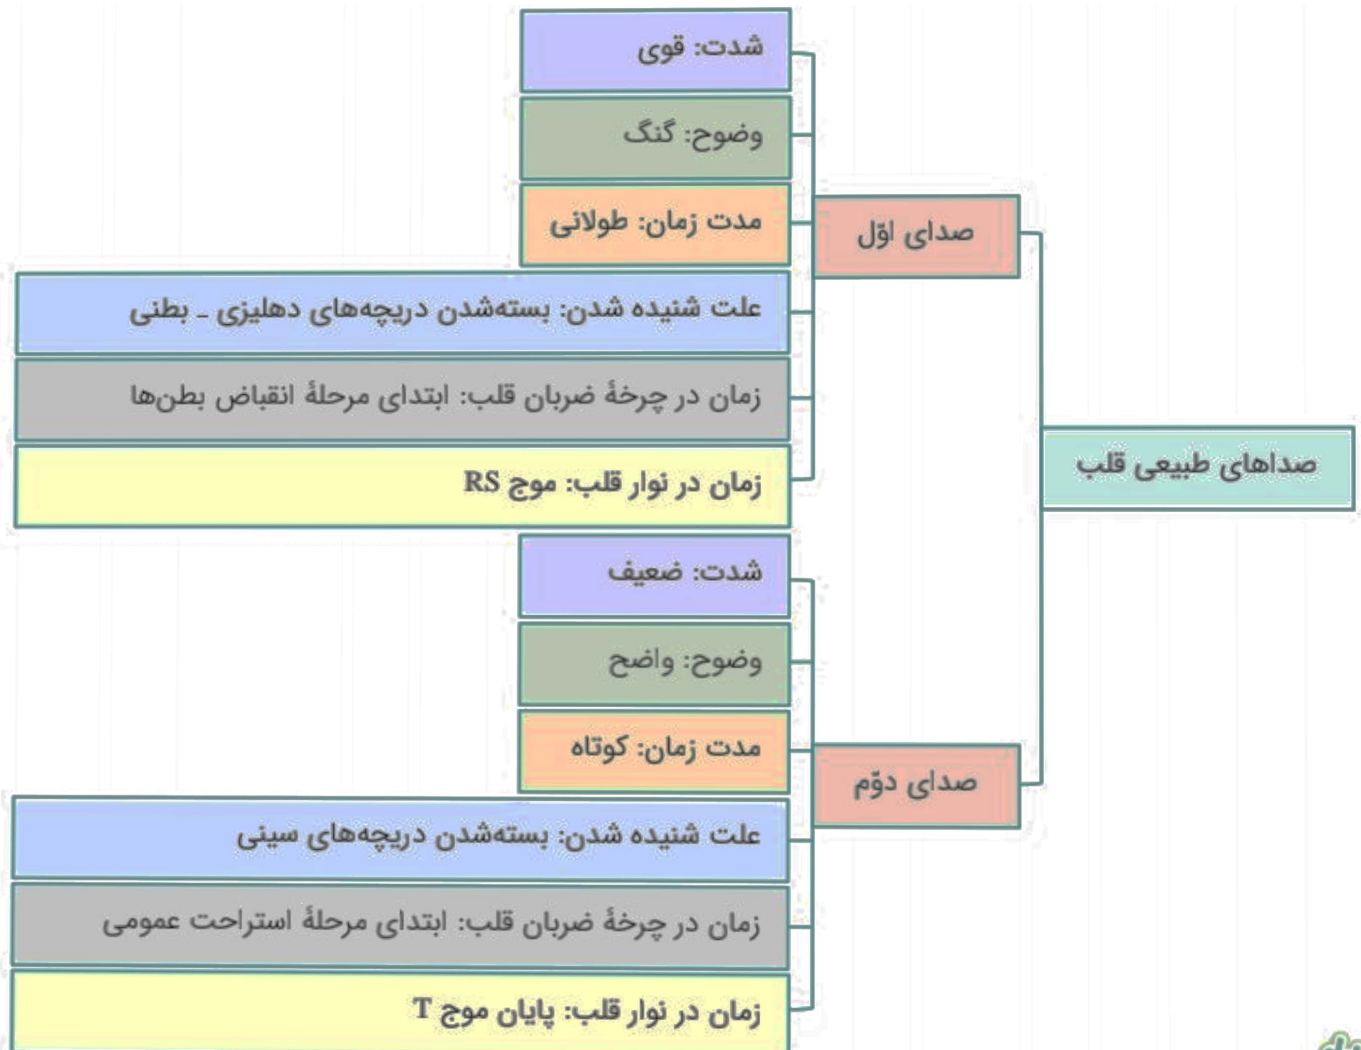 صداهای طبیعی قلب
صدای اوّل
شدت: قوی
وضوح: گنگ
مدت زمان: طولانی
علت شنیده شدن: بسته‌شدن دریچه‌های دهلیزی ـ بطنی
زمان در چرخهٔ ضربان قلب: ابتدای مرحلهٔ انقباض بطن‌ها
زمان در نوار قلب: موج RS
صدای دوّم
شدت: ضعیف
وضوح: واضح
مدت زمان: کوتاه
علت شنیده شدن: بسته‌شدن دریچه‌های سینی
زمان در چرخهٔ ضربان قلب: ابتدای مرحلهٔ استراحت عمومی
زمان در نوار قلب: پایان موج T